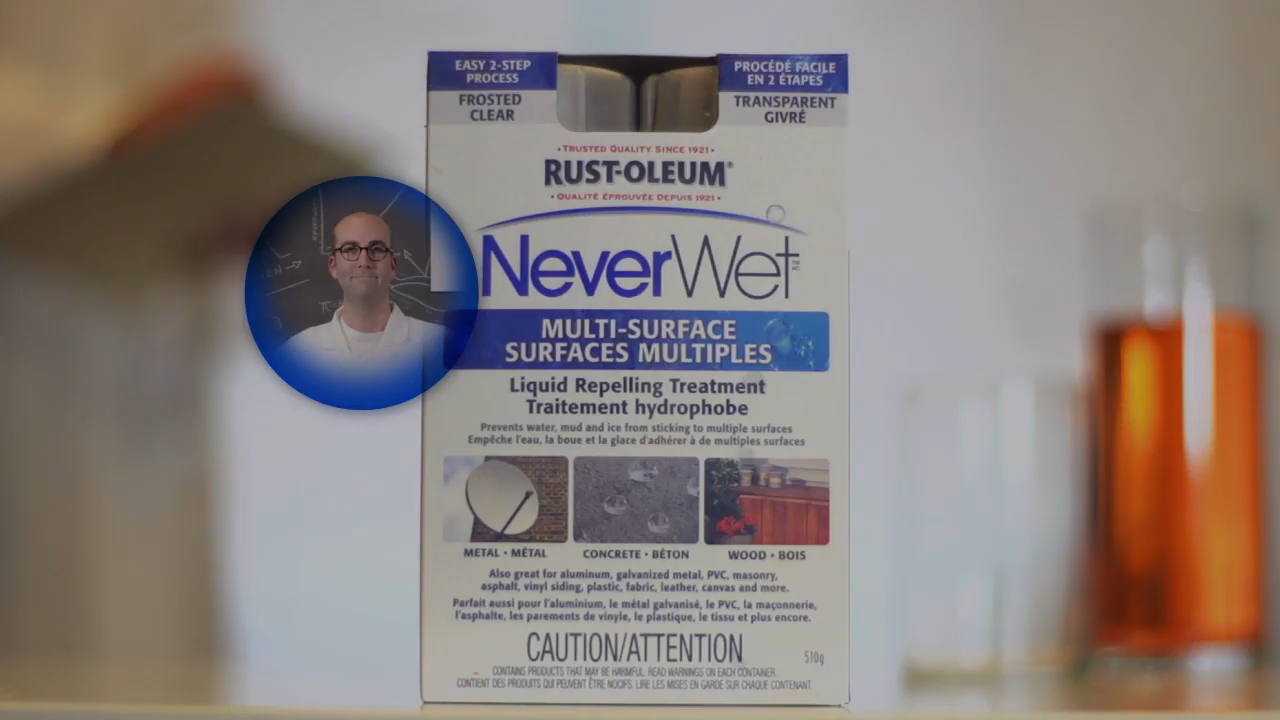 EASY 2-STEP
PROCESS
FROSTED
CLEAR
PROCÉDÉ FACILE
EN 2 ÉTAPES
TRANSPARENT
GIVRÉ
• TRUSTED QUALITY SINCE 1921 •
RUST-OLEUM®
• QUALITÉ ÉPROUVÉE DEPUIS 1921 •
NeverWet
MULTI-SURFACE
SURFACES MULTIPLES
Liquid Repelling Treatment
Traitement hydrophobe
Prevents water, mud and ice from sticking to multiple surfaces
Empêche l'eau, la boue et la glace d'adhérer à de multiples surfaces
METAL • MÉTAL
CONCRETE • BÉTON
WOOD • BOIS
Also great for aluminum, galvanized metal, PVC, masonry,
asphalt, vinyl siding, plastic, fabric, leather, canvas and more.
Parfait aussi pour l'aluminium, le métal galvanisé, le PVC, la maçonnerie,
l'asphalte, les parements de vinyle, le plastique, le tissu et plus encore.
CAUTION/ATTENTION
510g
CONTAINS PRODUCTS THAT MAY BE HARMFUL. READ WARNINGS ON EACH CONTAINER.
CONTIENT DES PRODUITS QUI PEUVENT ÊTRE NOCIFS. LIRE LES MISES EN GARDE SUR CHAQUE CONTENANT.